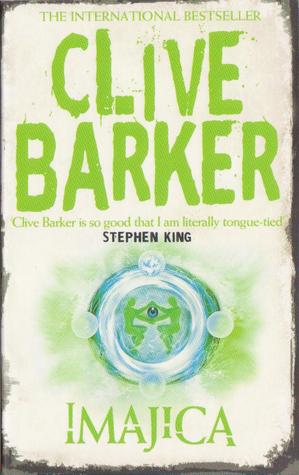 THE INTERNATIONAL BESTSELLER
CLIVE
BARKER
'Clive Barker is so good that I am literally tongue-tied'
STEPHEN KING
IMAJICA